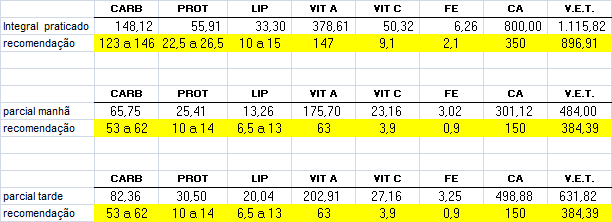 CARB PROT LIP VIT A VIT C FE CA V.E.T.
Integral praticado 148,12 55,91 33,30 378,61 50,32 6,26 800,00 1.115,82
recomendação 123 a 146 22,5 a 26,5 10 a 15 147 9,1 2,1 350 896,91
CARB PROT LIP VIT A VIT C FE CA V.E.T.
parcial manhã 65,75 25,41 13,26 175,70 23,16 3,02 301,12 484,00
recomendação 53 a 62 10 a 14 6,5 a 13 63 3,9 0,9 150 384,39
CARB PROT LIP VIT A VIT C FE CA V.E.T.
parcial tarde 82,36 30,50 20,04 202,91 27,16 3,25 498,88 631,82
recomendação 53 a 62 10 a 14 6,5 a 13 63 3,9 0,9 150 384,39